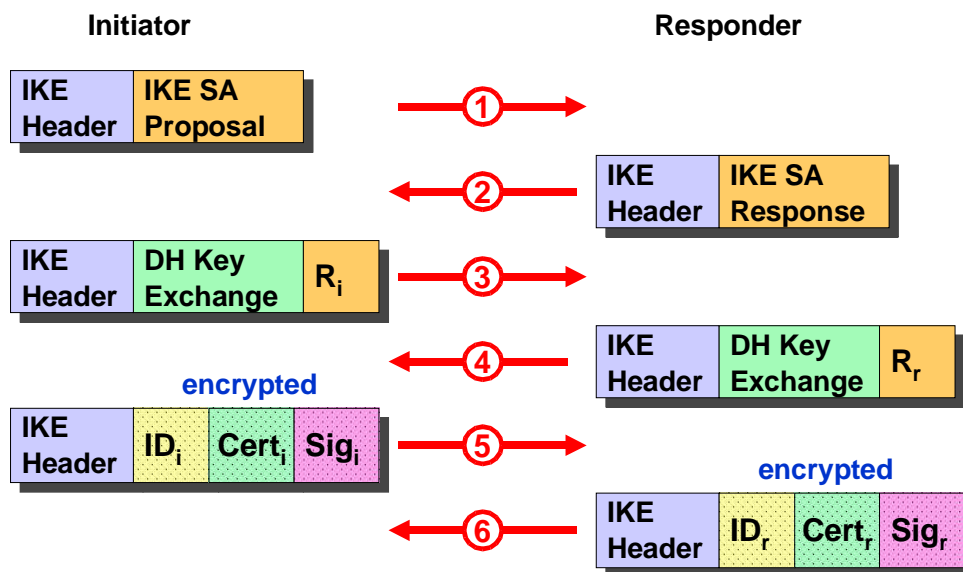 Initiator
Responder
IKE Header
IKE SA Proposal
1
2
IKE Header
IKE SA Response
IKE Header
DH Key Exchange
Ri
3
4
IKE Header
DH Key Exchange
Rr
encrypted
IKE Header
IDi
Certi
Sigi
5
encrypted
6
IKE Header
IDr
Certr
Sigr